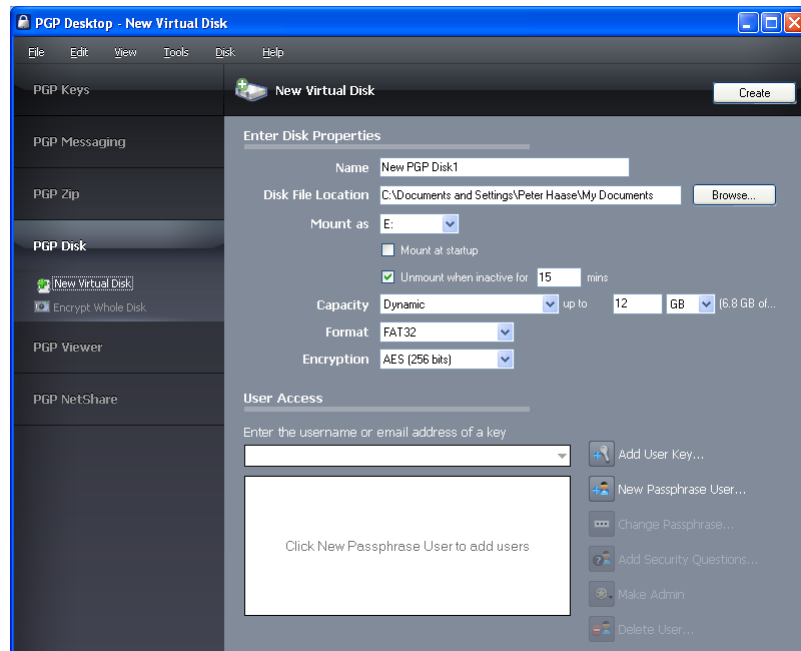 PGP Desktop - New Virtual Disk
File Edit View Tools Disk Help
PGP Keys
New Virtual Disk
Create
PGP Messaging
PGP Zip
PGP Disk
New Virtual Disk
Encrypt Whole Disk
PGP Viewer
PGP NetShare
Enter Disk Properties
Name New PGP Disk1
Disk File Location C:\Documents and Settings\Peter Haase\My Documents Browse...
Mount as E:
Mount at startup
Unmount when inactive for 15 mins
Capacity Dynamic up to 12 GB (6.8 GB of...
Format FAT32
Encryption AES (256 bits)
User Access
Enter the username or email address of a key
Click New Passphrase User to add users
Add User Key...
New Passphrase User...
Change Passphrase...
Add Security Questions...
Make Admin
Delete User...